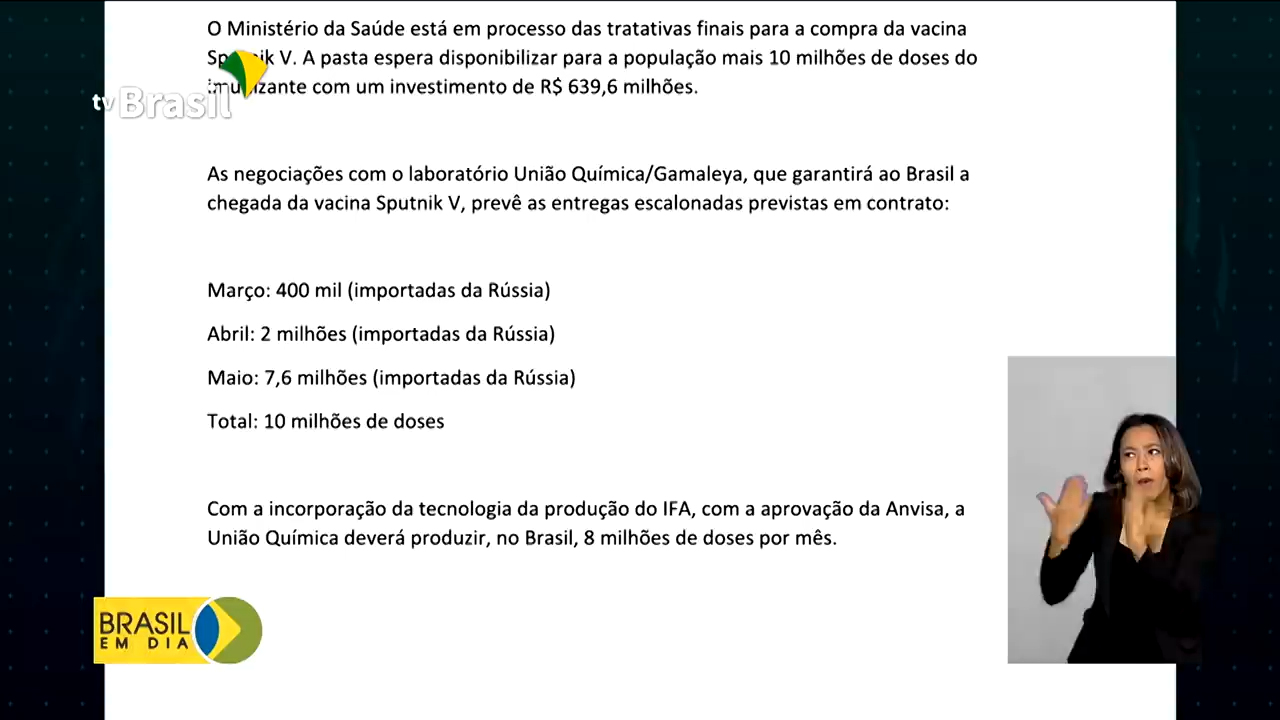 O Ministério da Saúde está em processo das tratativas finais para a compra da vacina
V. A pasta espera disponibilizar para a população mais 10 milhões de doses do
com um investimento de R$ 639,6 milhões.
tv Brasil
As negociações com o laboratório União Química/Gamaleya, que garantirá ao Brasil a
chegada da vacina Sputnik V, prevê as entregas escalonadas previstas em contrato:
Março: 400 mil (importadas da Rússia)
Abril: 2 milhões (importadas da Rússia)
Maio: 7,6 milhões (importadas da Rússia)
Total: 10 milhões de doses
Com a incorporação da tecnologia da produção do IFA, com a aprovação da Anvisa, a
União Química deverá produzir, no Brasil, 8 milhões de doses por mês.
BRASIL
EM DIA